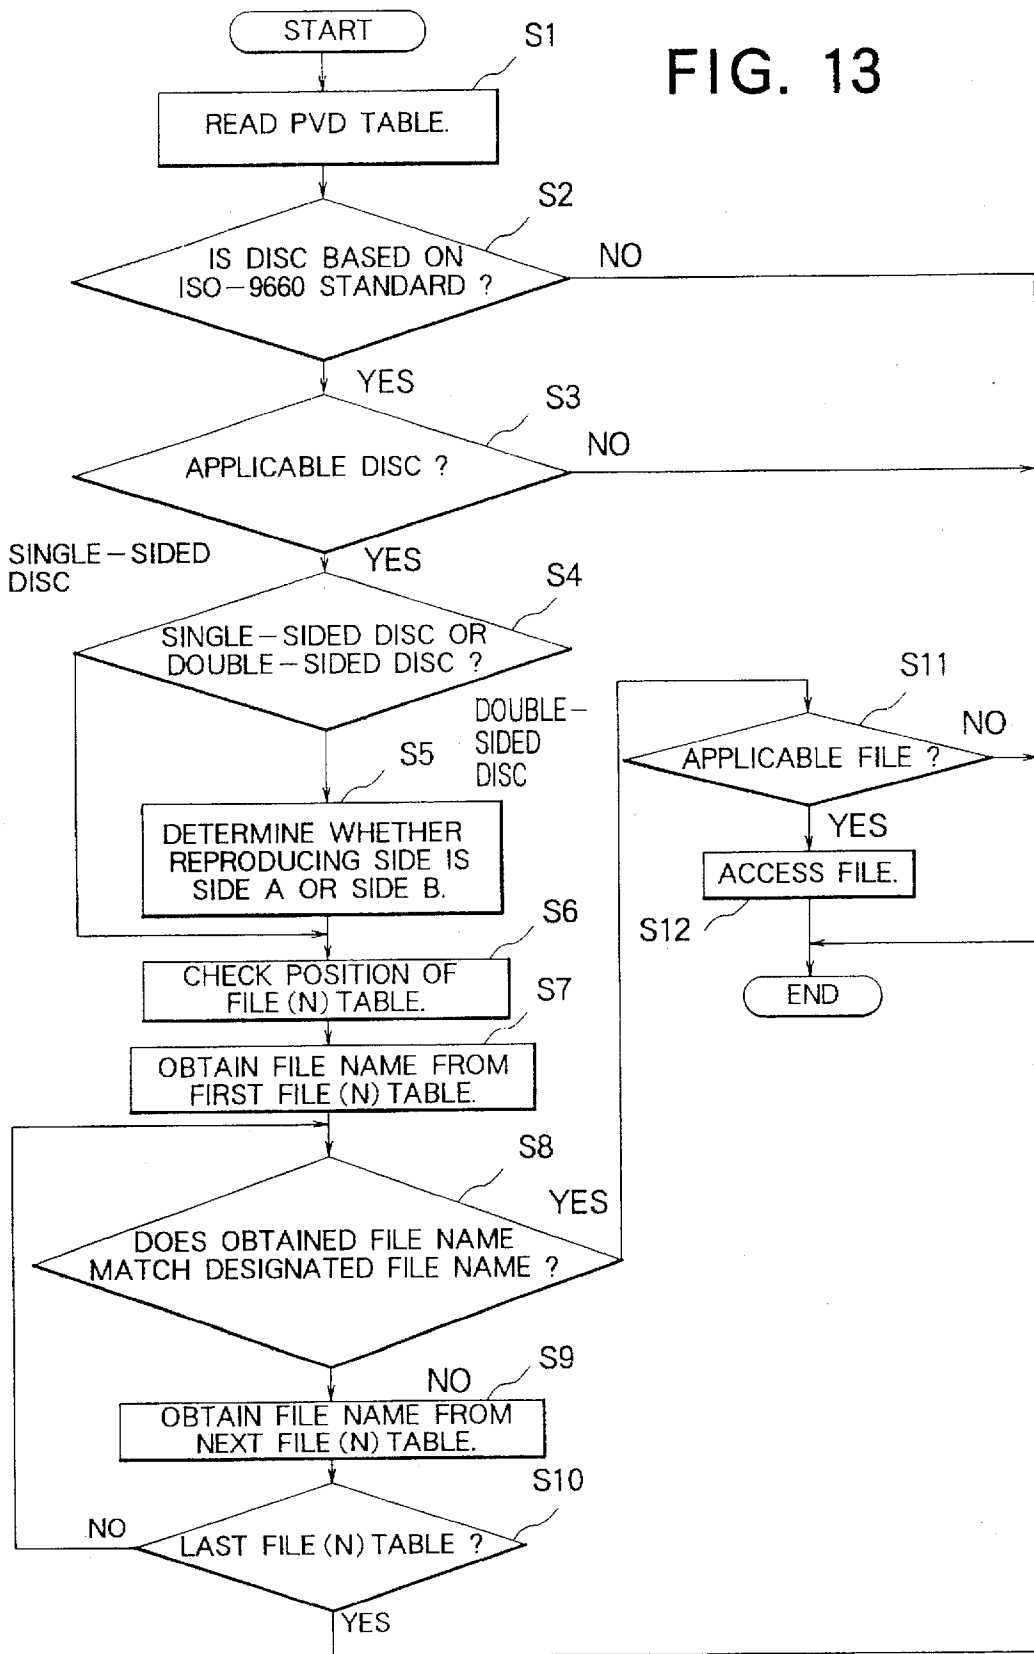 FIG. 13
START
S1
READ PVD TABLE.
S2
IS DISC BASED ON
ISO-9660 STANDARD ?
NO
YES
S3
APPLICABLE DISC ?
NO
YES
SINGLE-SIDED
DISC
S4
SINGLE-SIDED DISC OR
DOUBLE-SIDED DISC ?
DOUBLE-
SIDED
DISC
S5
DETERMINE WHETHER
REPRODUCING SIDE IS
SIDE A OR SIDE B.
S6
CHECK POSITION OF
FILE(N) TABLE.
S7
OBTAIN FILE NAME FROM
FIRST FILE(N) TABLE.
S8
YES
DOES OBTAINED FILE NAME
MATCH DESIGNATED FILE NAME ?
NO
S9
OBTAIN FILE NAME FROM
NEXT FILE(N) TABLE.
S10
NO
LAST FILE(N) TABLE ?
YES
S11
APPLICABLE FILE ?
NO
YES
ACCESS FILE.
S12
END